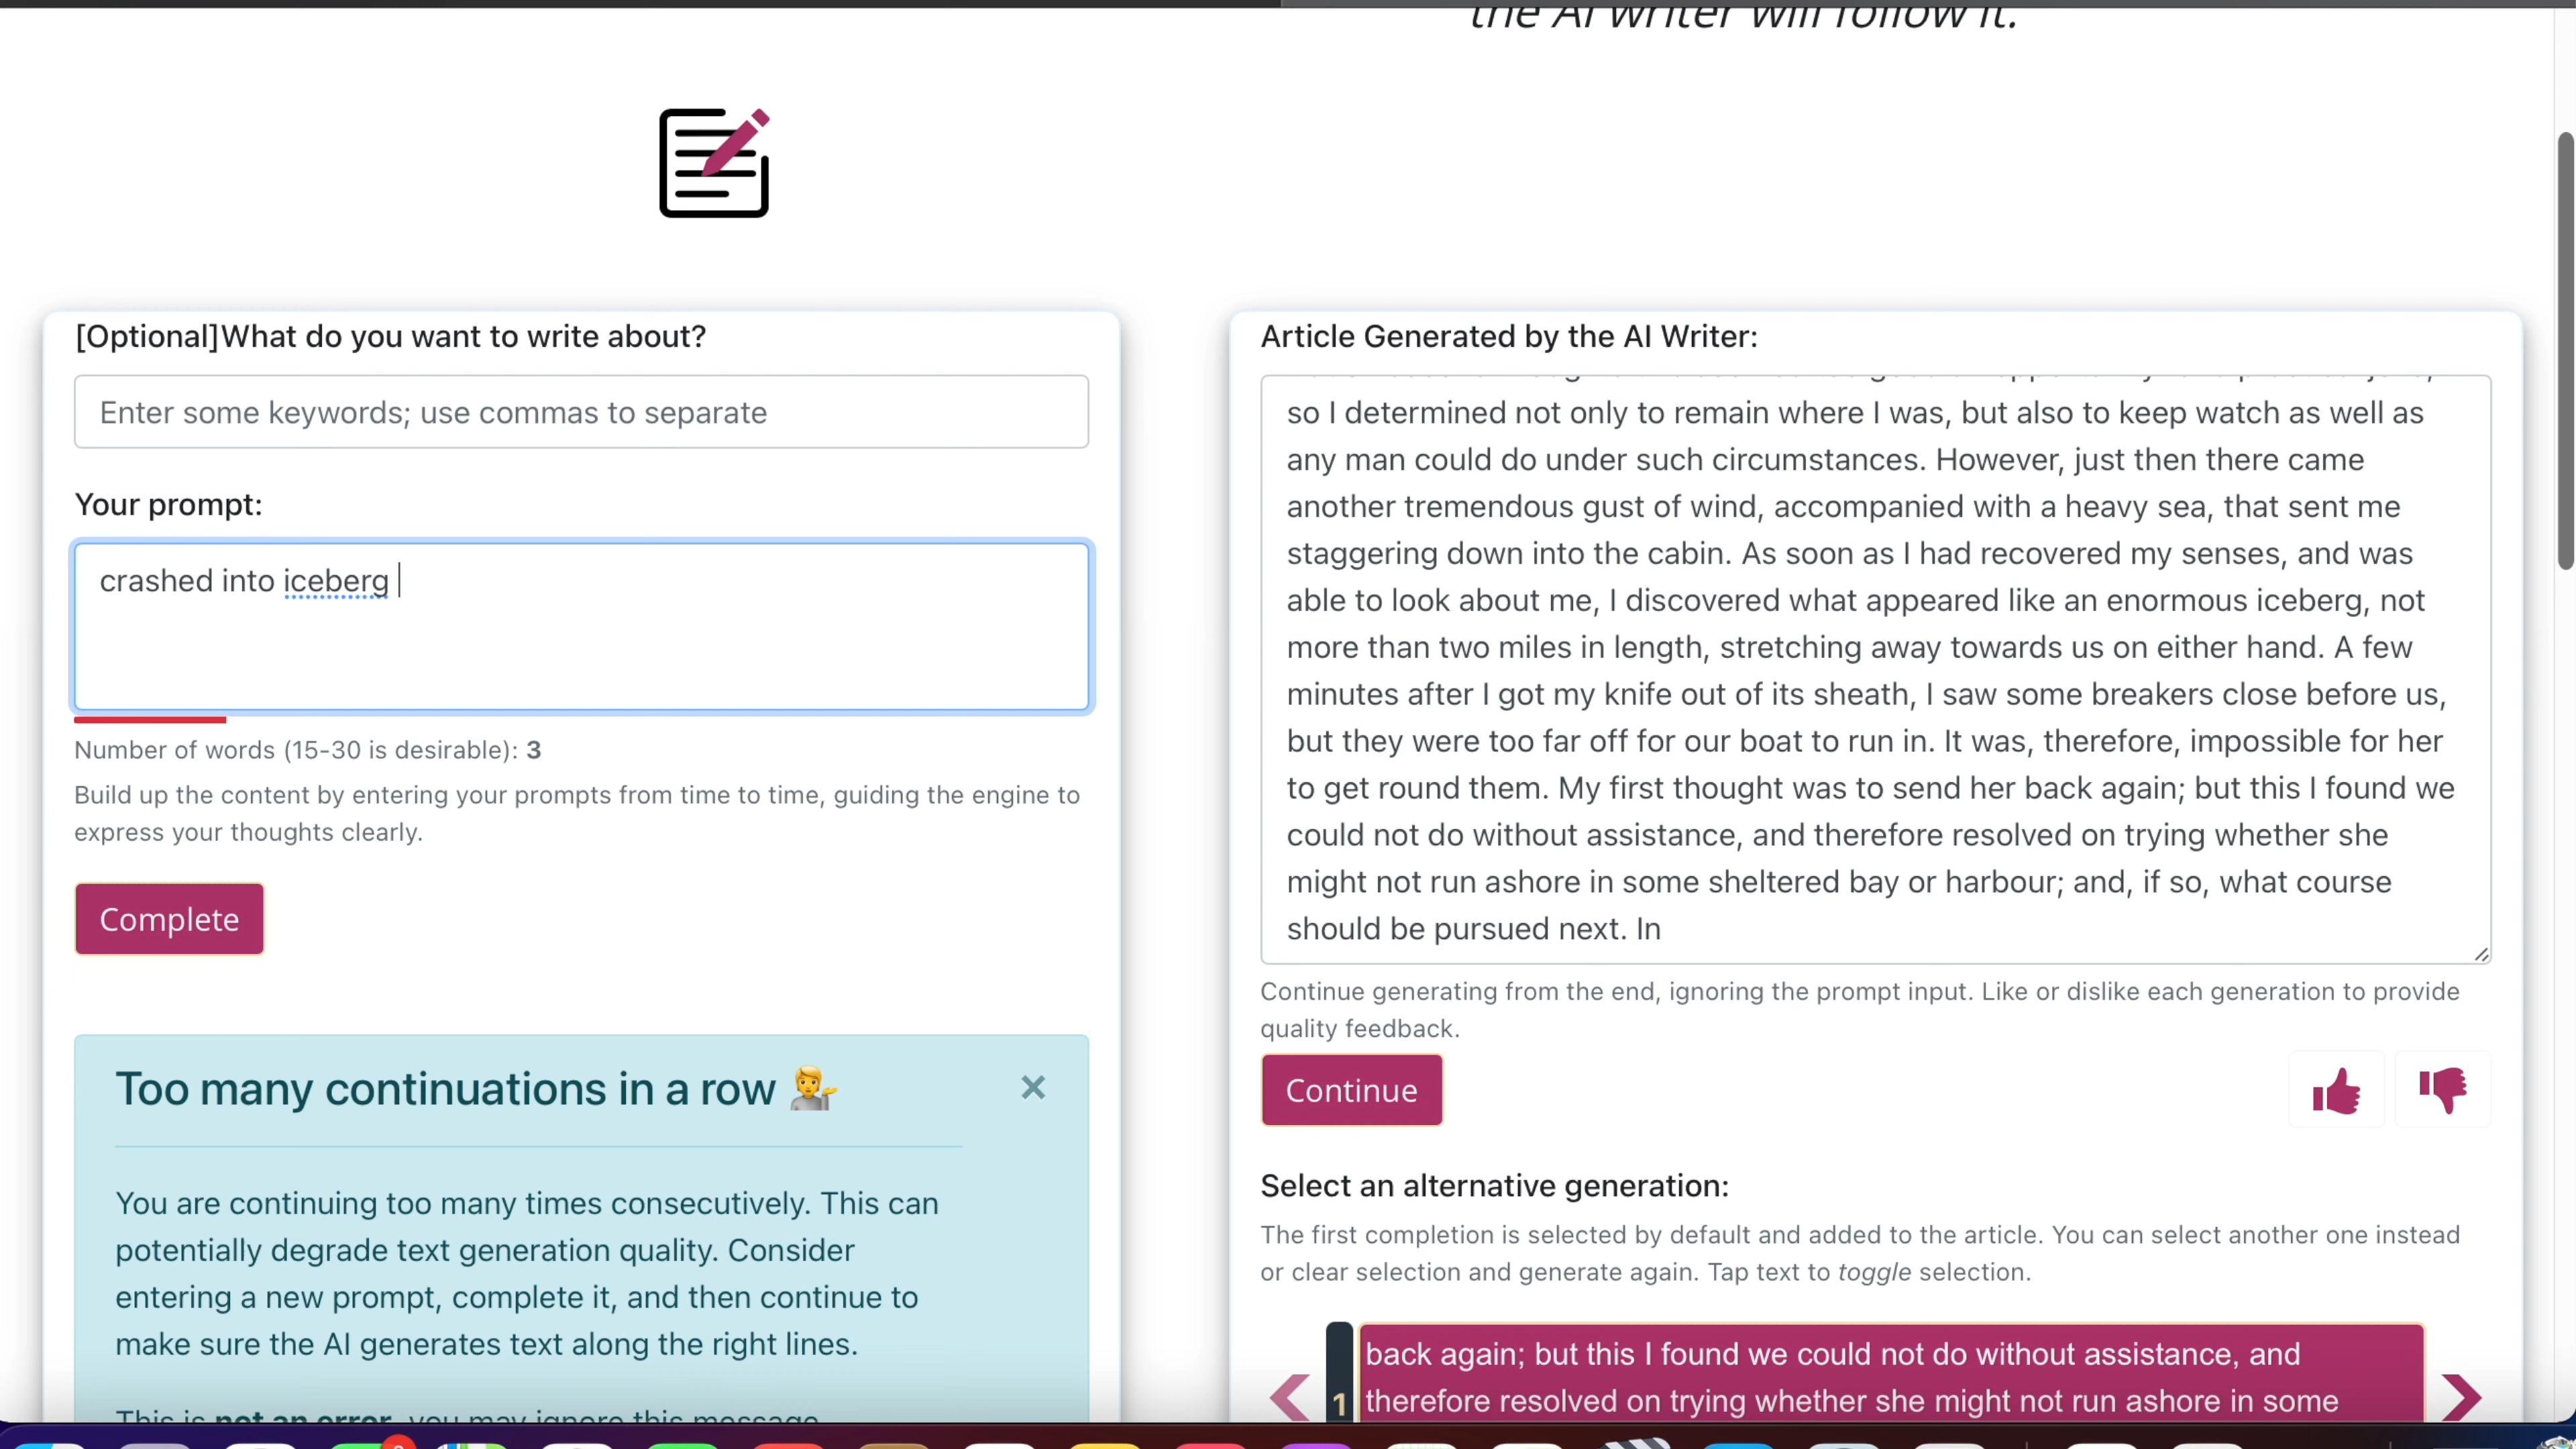 the AI writer will follow it.
[Optional]What do you want to write about?
Enter some keywords; use commas to separate
Your prompt:
crashed into iceberg
Number of words (15-30 is desirable): 3
Build up the content by entering your prompts from time to time, guiding the engine to
express your thoughts clearly.
Complete
Too many continuations in a row
You are continuing too many times consecutively. This can
potentially degrade text generation quality. Consider
entering a new prompt, complete it, and then continue to
make sure the AI generates text along the right lines.
This is not an error, you may ignore this message
Article Generated by the AI Writer:
so I determined not only to remain where I was, but also to keep watch as well as
any man could do under such circumstances. However, just then there came
another tremendous gust of wind, accompanied with a heavy sea, that sent me
staggering down into the cabin. As soon as I had recovered my senses, and was
able to look about me, I discovered what appeared like an enormous iceberg, not
more than two miles in length, stretching away towards us on either hand. A few
minutes after I got my knife out of its sheath, I saw some breakers close before us,
but they were too far off for our boat to run in. It was, therefore, impossible for her
to get round them. My first thought was to send her back again; but this I found we
could not do without assistance, and therefore resolved on trying whether she
might not run ashore in some sheltered bay or harbour; and, if so, what course
should be pursued next. In
Continue generating from the end, ignoring the prompt input. Like or dislike each generation to provide
quality feedback.
Continue
Select an alternative generation:
The first completion is selected by default and added to the article. You can select another one instead
or clear selection and generate again. Tap text to toggle selection.
1
back again; but this I found we could not do without assistance, and
therefore resolved on trying whether she might not run ashore in some